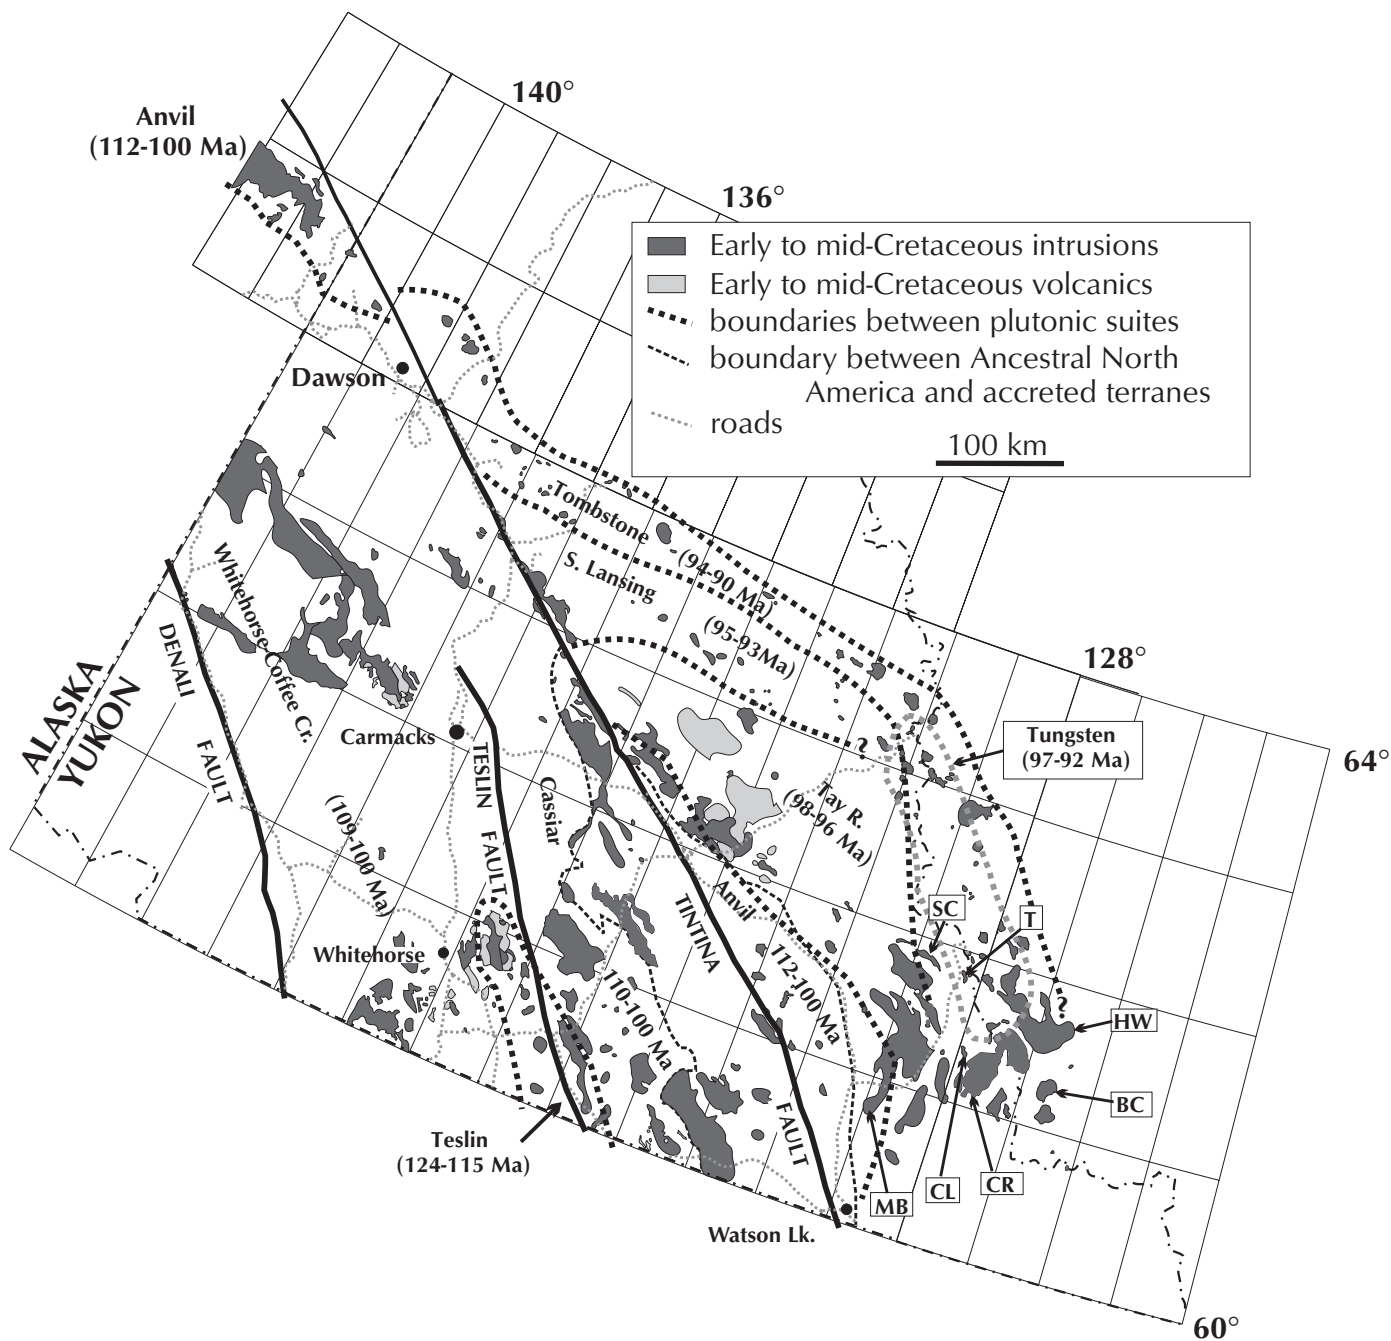 140°
Anvil
(112-100 Ma)
136°
Early to mid-Cretaceous intrusions
Early to mid-Cretaceous volcanics
boundaries between plutonic suites
boundary between Ancestral North
America and accreted terranes
roads
100 km
Dawson
Tombstone
(94-90 Ma)
S. Lansing
(95-93Ma)
Whitehorse-Coffee Cr.
(109-100 Ma)
DENALI
FAULT
ALASKA
YUKON
128°
64°
Tungsten
(97-92 Ma)
Carmacks
TESLIN
FAULT
Cassiar
110-100 Ma
Tay R.
(98-96 Ma)
?
Anvil
112-100 Ma
TINTINA
FAULT
SC
T
Whitehorse
?
HW
BC
Teslin
(124-115 Ma)
MB
CL
CR
Watson Lk.
60°